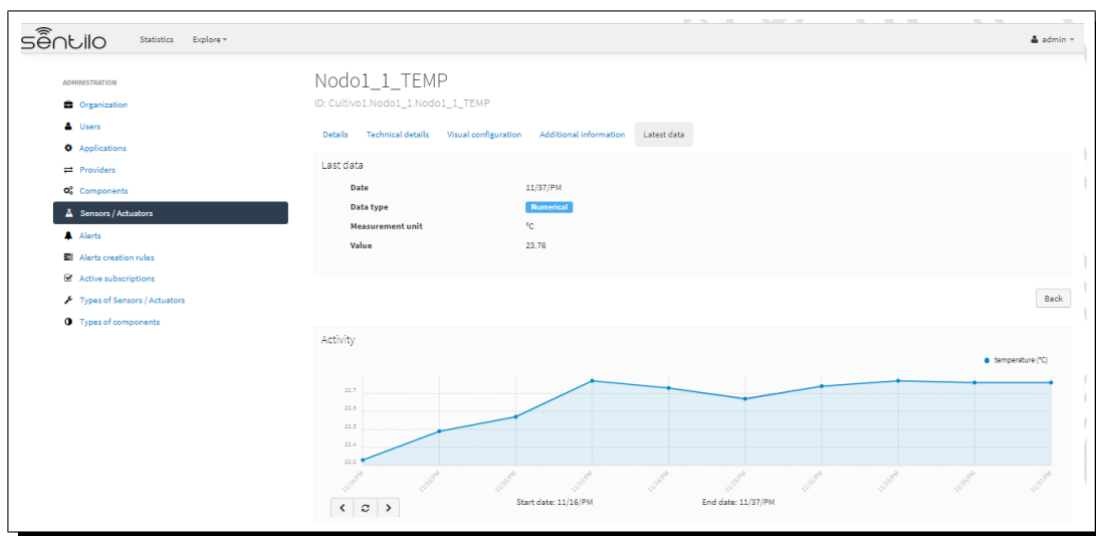 sentilo
Statistics Explore
admin
ADMINISTRATION
Organization
Users
Applications
Providers
Components
Sensors / Actuators
Alerts
Alerts creation rules
Active subscriptions
Types of Sensors / Actuators
Types of components
Nodo1_1_TEMP
ID: Cultivo1.Nodo1_1.Nodo1_1_TEMP
Details Technical details Visual configuration Additional information Latest data
Last data
Date 11/37/PM
Data type Numerical
Measurement unit ºC
Value 23.76
Back
Activity
temperature (ºC)
23.7
23.6
23.5
23.4
23.3
11/16/PM
Start date: 11/16/PM End date: 11/37/PM